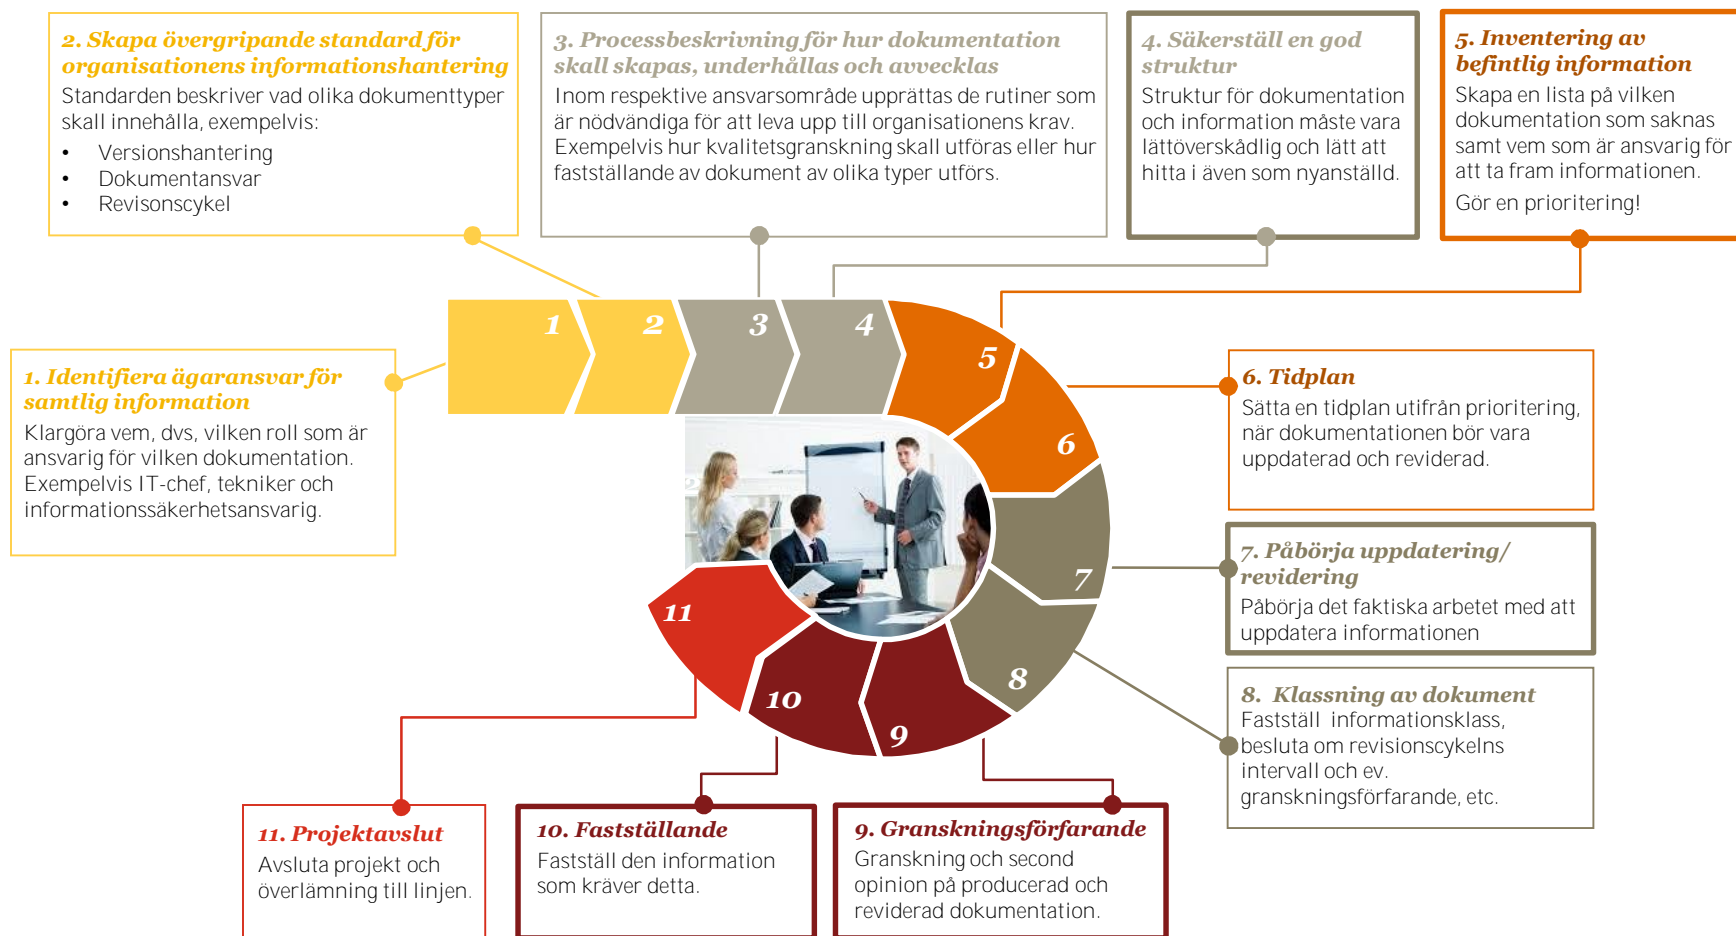 2. Skapa övergripande standard för
organisationens informationshantering
Standarden beskriver vad olika dokumenttyper
skall innehålla, exempelvis:
• Versionshantering
• Dokumentansvar
• Revisonscykel
3. Processbeskrivning för hur dokumentation
skall skapas, underhållas och avvecklas
Inom respektive ansvarsområde upprättas de rutiner som
är nödvändiga för att leva upp till organisationens krav.
Exempelvis hur kvalitetsgranskning skall utföras eller hur
fastställande av dokument av olika typer utförs.
4. Säkerställ en god
struktur
Struktur för dokumentation
och information måste vara
lättöverskådlig och lätt att
hitta i även som nyanställd.
5. Inventering av
befintlig information
Skapa en lista på vilken
dokumentation som saknas
samt vem som är ansvarig för
att ta fram informationen.
Gör en prioritering!
1
2
3
4
5
6
7
8
9
10
11
1. Identifiera ägaransvar för
samtlig information
Klargöra vem, dvs, vilken roll som är
ansvarig för vilken dokumentation.
Exempelvis IT-chef, tekniker och
informationssäkerhetsansvarig.
6. Tidplan
Sätta en tidplan utifrån prioritering,
när dokumentationen bör vara
uppdaterad och reviderad.
7. Påbörja uppdatering/
revidering
Påbörja det faktiska arbetet med att
uppdatera informationen
8. Klassning av dokument
Fastställ informationsklass,
besluta om revisionscykelns
intervall och ev.
granskningsförfarande, etc.
11. Projektavslut
Avsluta projekt och
överlämning till linjen.
10. Fastställande
Fastställ den information
som kräver detta.
9. Granskningsförfarande
Granskning och second
opinion på producerad och
reviderad dokumentation.